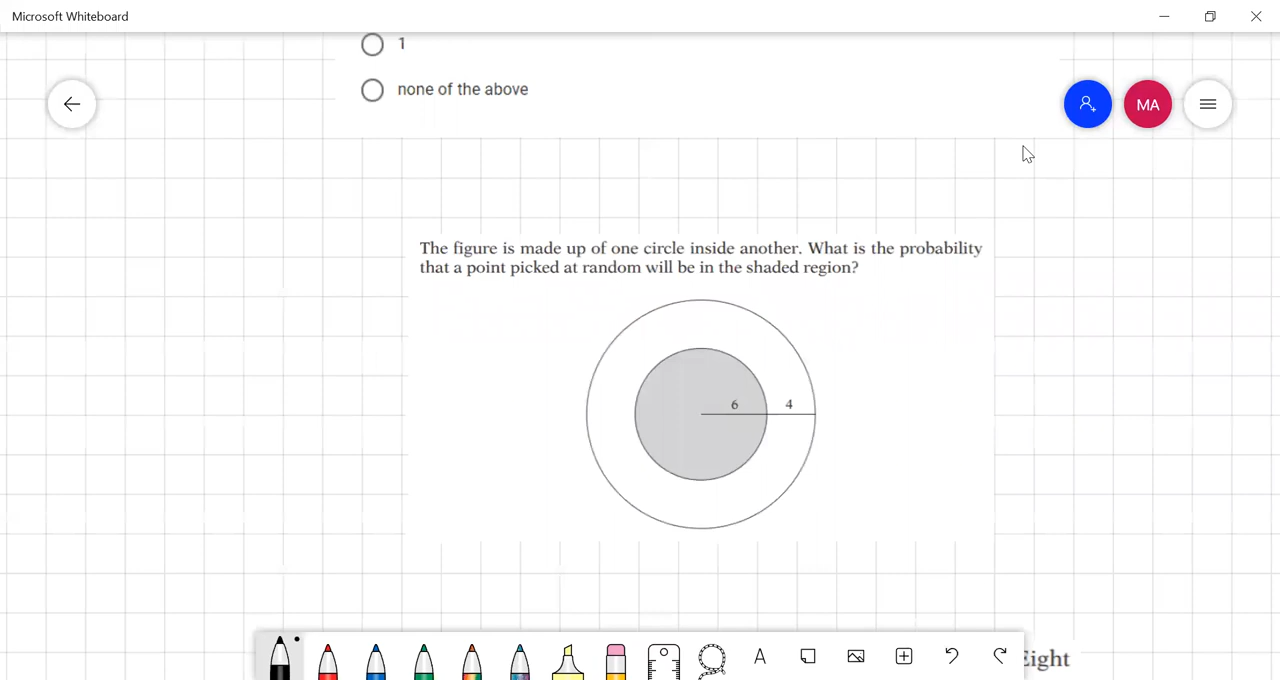 Microsoft Whiteboard
1
none of the above
MA
The figure is made up of one circle inside another. What is the probability
that a point picked at random will be in the shaded region?
6 4
A
Eight